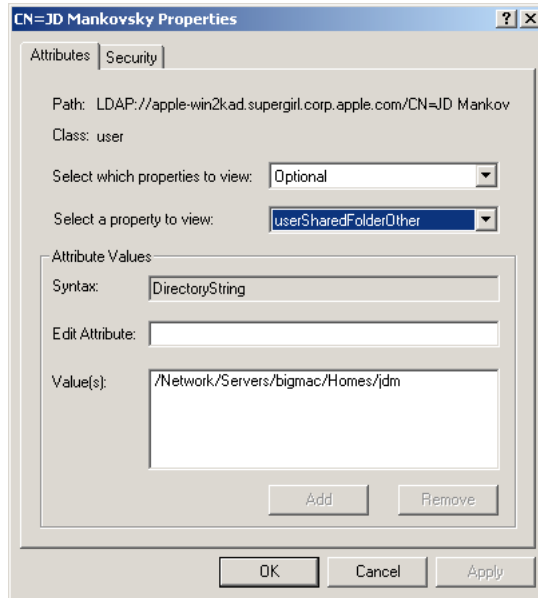 CN=JD Mankovsky Properties
Attributes Security
Path: LDAP://apple-win2kad.supergirl.corp.apple.com/CN=JD Mankov
Class: user
Select which properties to view: Optional
Select a property to view: userSharedFolderOther
Attribute Values
Syntax: DirectoryString
Edit Attribute:
Value(s): /Network/Servers/bigmac/Homes/jdm
Add Remove
OK Cancel Apply